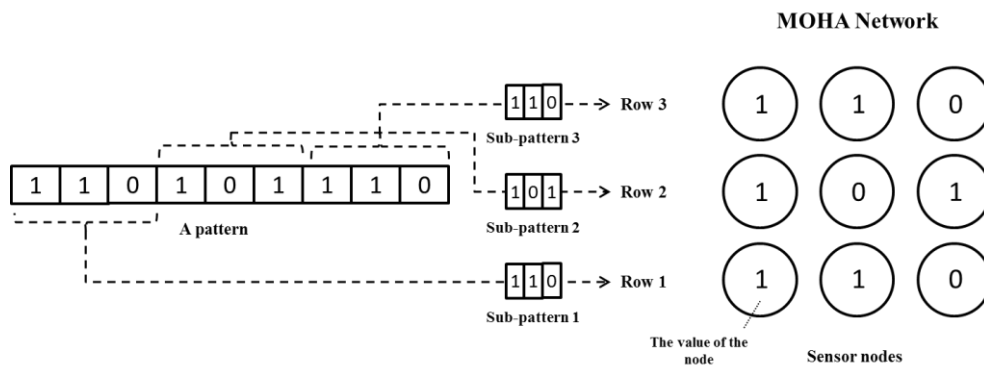 MOHA Network
1 1 0 Row 3 1 1 0
Sub-pattern 3
1 1 0 1 0 1 1 1 0 1 0 1 Row 2 1 0 1
A pattern Sub-pattern 2
1 1 0 Row 1 1 1 0
Sub-pattern 1
The value of the
node
Sensor nodes